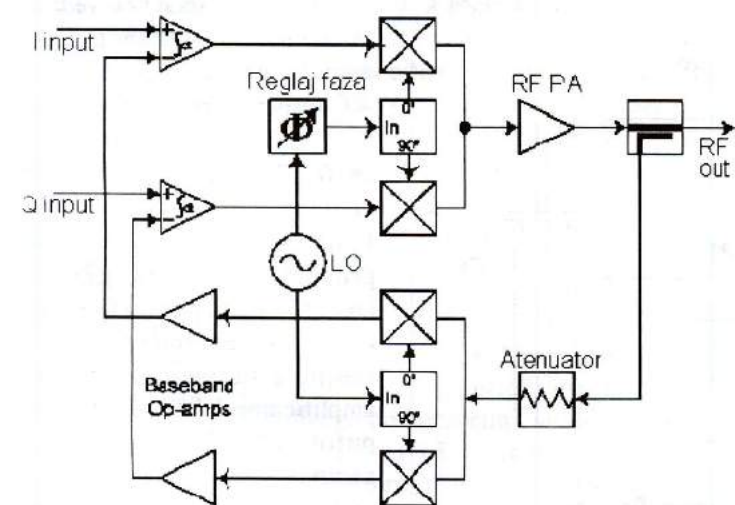 I input
Reglaj faza
Φ
In
0°
90°
RF PA
RF
out
Q input
LO
Atenuator
In
0°
90°
Baseband
Op-amps
+
-
+
-